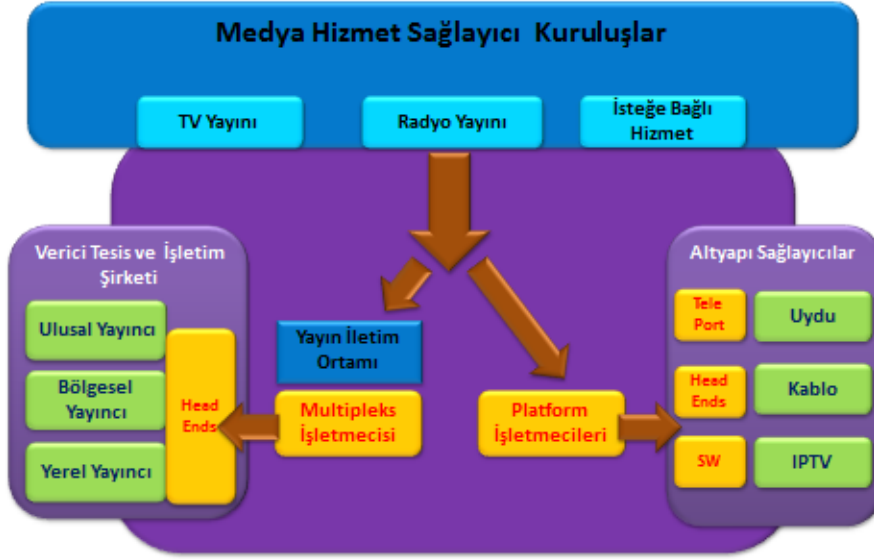 Medya Hizmet Sağlayıcı Kuruluşlar
TV Yayını
Radyo Yayını
İsteğe Bağlı
Hizmet
Verici Tesis ve İşletim
Şirketi
Ulusal Yayıncı
Bölgesel
Yayıncı
Yerel Yayıncı
Head
Ends
Yayın İletim
Ortamı
Multipleks
İşletmecisi
Platform
İşletmecileri
Altyapı Sağlayıcılar
Tele
Port
Uydu
Head
Ends
Kablo
SW
IPTV